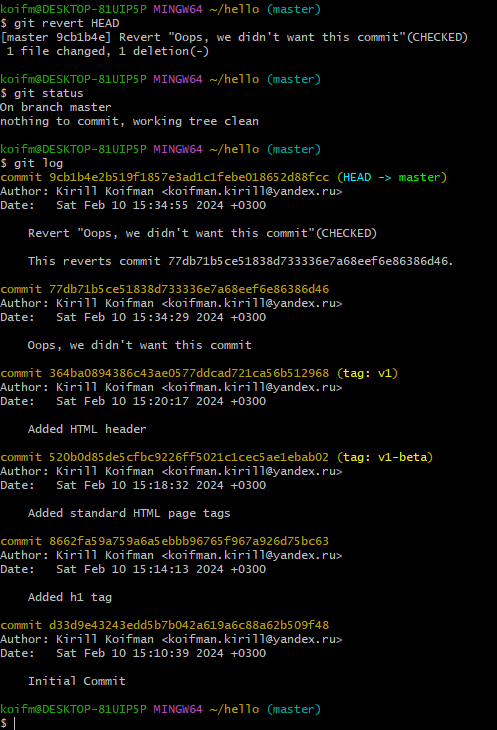 koifm@DESKTOP-81UIP5P MINGW64 ~/hello (master)
$ git revert HEAD
[master 9cb1b4e] Revert "Oops, we didn't want this commit"(CHECKED)
 1 file changed, 1 deletion(-)

koifm@DESKTOP-81UIP5P MINGW64 ~/hello (master)
$ git status
On branch master
nothing to commit, working tree clean

koifm@DESKTOP-81UIP5P MINGW64 ~/hello (master)
$ git log
commit 9cb1b4e2b519f1857e3ad1c1febe018652d88fcc (HEAD -> master)
Author: Kirill Koifman <koifman.kirill@yandex.ru>
Date:   Sat Feb 10 15:34:55 2024 +0300

    Revert "Oops, we didn't want this commit"(CHECKED)

    This reverts commit 77db71b5ce51838d733336e7a68eef6e86386d46.

commit 77db71b5ce51838d733336e7a68eef6e86386d46
Author: Kirill Koifman <koifman.kirill@yandex.ru>
Date:   Sat Feb 10 15:34:29 2024 +0300

    Oops, we didn't want this commit

commit 364ba0894386c43ae0577ddcad721ca56b512968 (tag: v1)
Author: Kirill Koifman <koifman.kirill@yandex.ru>
Date:   Sat Feb 10 15:20:17 2024 +0300

    Added HTML header

commit 520b0d85de5cfbc9226ff5021c1cec5ae1ebab02 (tag: v1-beta)
Author: Kirill Koifman <koifman.kirill@yandex.ru>
Date:   Sat Feb 10 15:18:32 2024 +0300

    Added standard HTML page tags

commit 8662fa59a759a6a5ebbb96765f967a926d75bc63
Author: Kirill Koifman <koifman.kirill@yandex.ru>
Date:   Sat Feb 10 15:14:13 2024 +0300

    Added h1 tag

commit d33d9e43243edd5b7b042a619a6c88a62b509f48
Author: Kirill Koifman <koifman.kirill@yandex.ru>
Date:   Sat Feb 10 15:10:39 2024 +0300

    Initial Commit

koifm@DESKTOP-81UIP5P MINGW64 ~/hello (master)
$